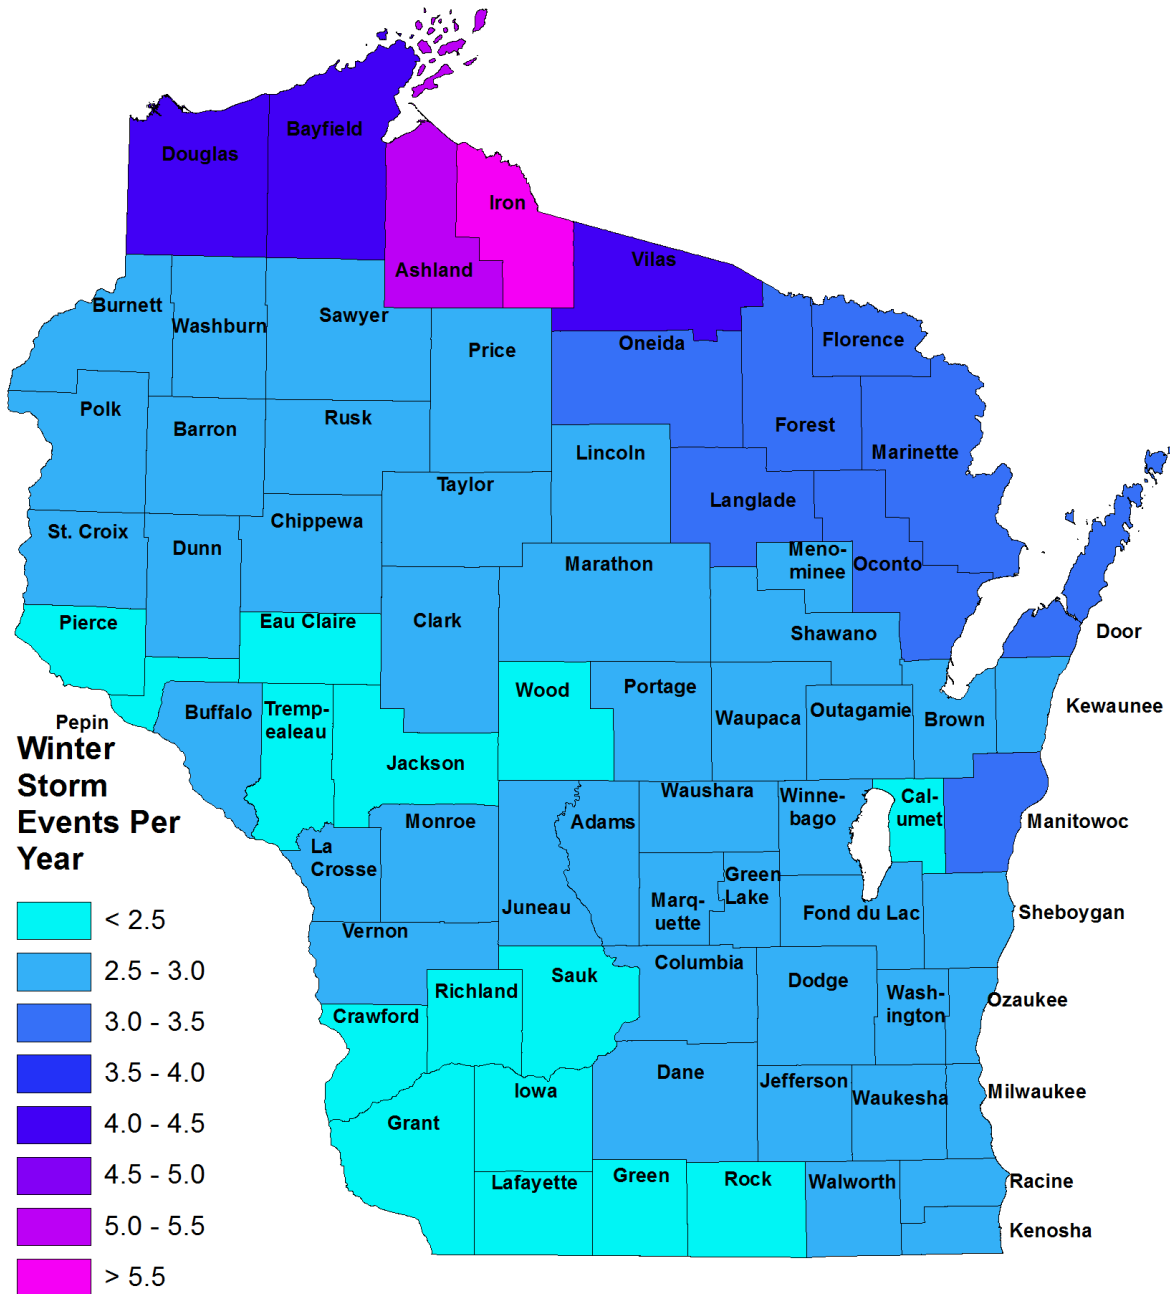 Bayfield
Douglas
Iron
Vilas
Ashland
Burnett
Washburn
Sawyer
Price
Oneida
Florence
Polk
Barron
Rusk
Forest
Lincoln
Marinette
Taylor
Langlade
St. Croix
Chippewa
Dunn
Marathon
Meno-
minee
Oconto
Pierce
Eau Claire
Clark
Shawano
Door
Pepin
Buffalo
Tremp-
ealeau
Wood
Portage
Waupaca
Outagamie
Brown
Kewaunee
Jackson
Waushara
Winne-
bago
Cal-
umet
Manitowoc
Monroe
Adams
La
Crosse
Juneau
Marq-
uette
Green
Lake
Fond du Lac
Sheboygan
Vernon
Sauk
Columbia
Dodge
Richland
Wash-
ington
Ozaukee
Crawford
Dane
Iowa
Jefferson
Waukesha
Milwaukee
Grant
Lafayette
Green
Rock
Walworth
Racine
Kenosha
Winter
Storm
Events Per
Year
< 2.5
2.5 - 3.0
3.0 - 3.5
3.5 - 4.0
4.0 - 4.5
4.5 - 5.0
5.0 - 5.5
> 5.5